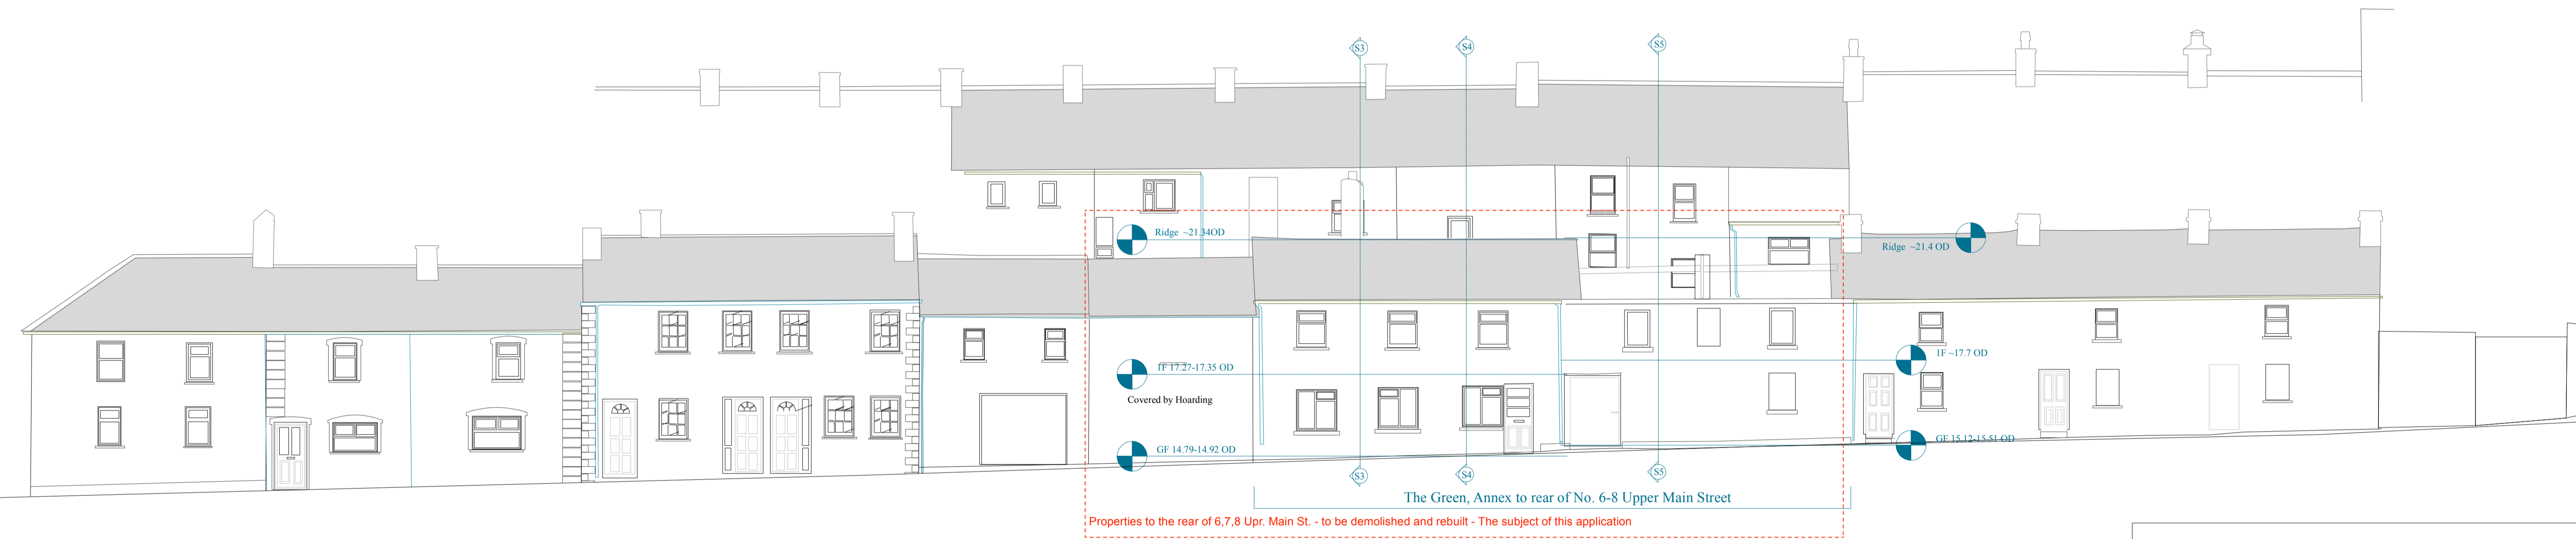 S3
S4
S5
Ridge ~21.34OD
Ridge ~21.4 OD
1F ~17.7 OD
1F 17.27-17.35 OD
Covered by Hoarding
GF 14.79-14.92 OD
GF 15.12-15.51 OD
S3
S4
S5
The Green, Annex to rear of No. 6-8 Upper Main Street
Properties to the rear of 6,7,8 Upr. Main St. - to be demolished and rebuilt - The subject of this application